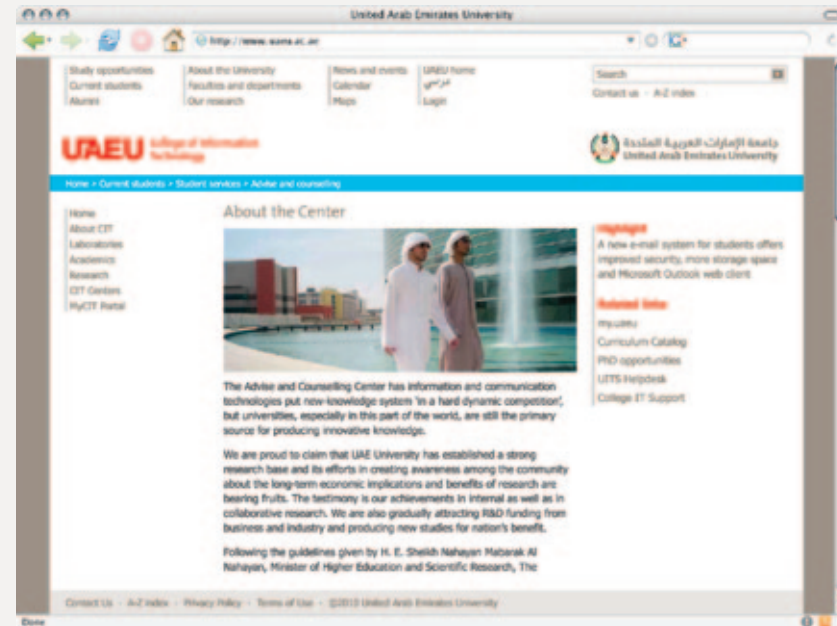 United Arab Emirates University
http://www.uaeu.ac.ae
Study opportunities
Current students
Alumni
About the University
Faculties and departments
Our research
News and events
Calendar
Maps
UAEU home
عربي
Login
Search
Contact us - A-Z index
UAEU College of Information
Technology
جامعة الإمارات العربية المتحدة
United Arab Emirates University
Home > Current students > Student services > Advise and counselling
Home
About CIT
Laboratories
Academics
Research
CIT Centers
MyCIT Portal
About the Center
The Advise and Counselling Center has information and communication
technologies put new-knowledge system 'in a hard dynamic competition',
but universities, especially in this part of the world, are still the primary
source for producing innovative knowledge.
We are proud to claim that UAE University has established a strong
research base and its efforts in creating awareness among the community
about the long-term economic implications and benefits of research are
bearing fruits. The testimony is our achievements in internal as well as in
collaborative research. We are also gradually attracting R&D funding from
business and industry and producing new studies for nation's benefit.
Following the guidelines given by H. E. Sheikh Nahayan Mabarak Al
Nahayan, Minister of Higher Education and Scientific Research, The
Highlight
A new e-mail system for students offers
improved security, more storage space
and Microsoft Outlook web client
Related links
my.uaeu
Curriculum Catalog
PhD opportunities
UITS Helpdesk
College IT Support
Contact Us - A-Z index - Privacy Policy - Terms of Use - ©2010 United Arab Emirates University
Done